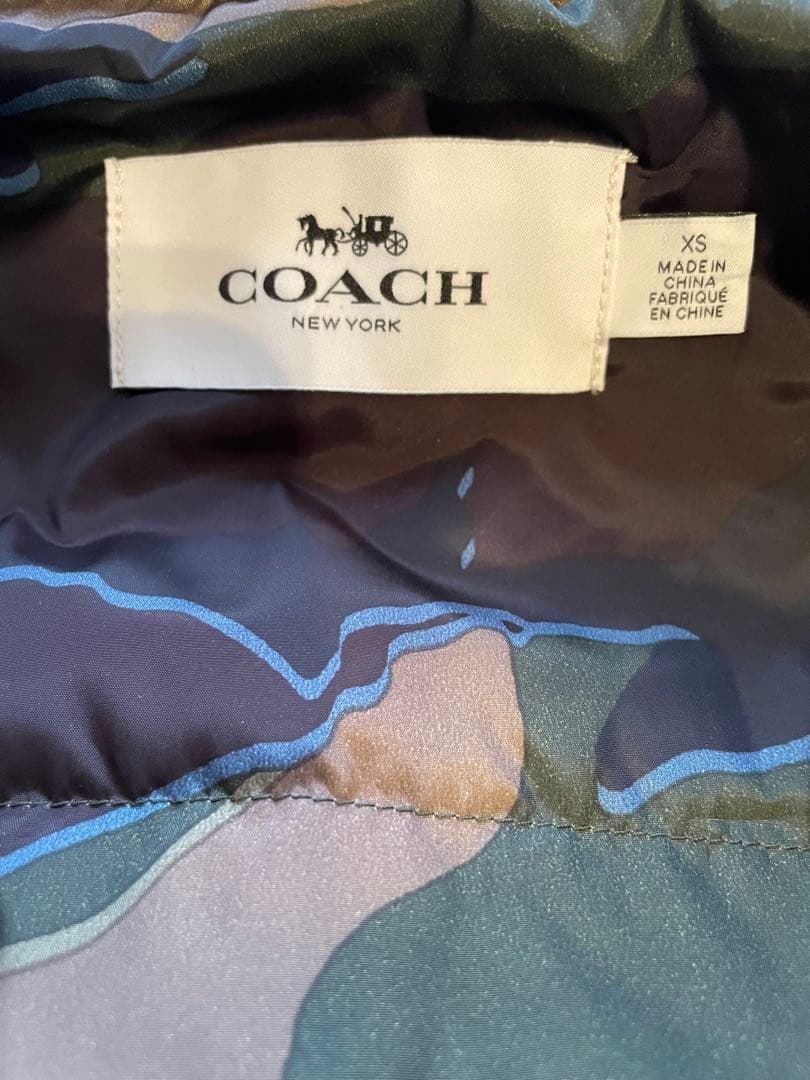 COACH
NEW YORK
XS
MADE IN
CHINA
FABRIQUÉ
EN CHINE